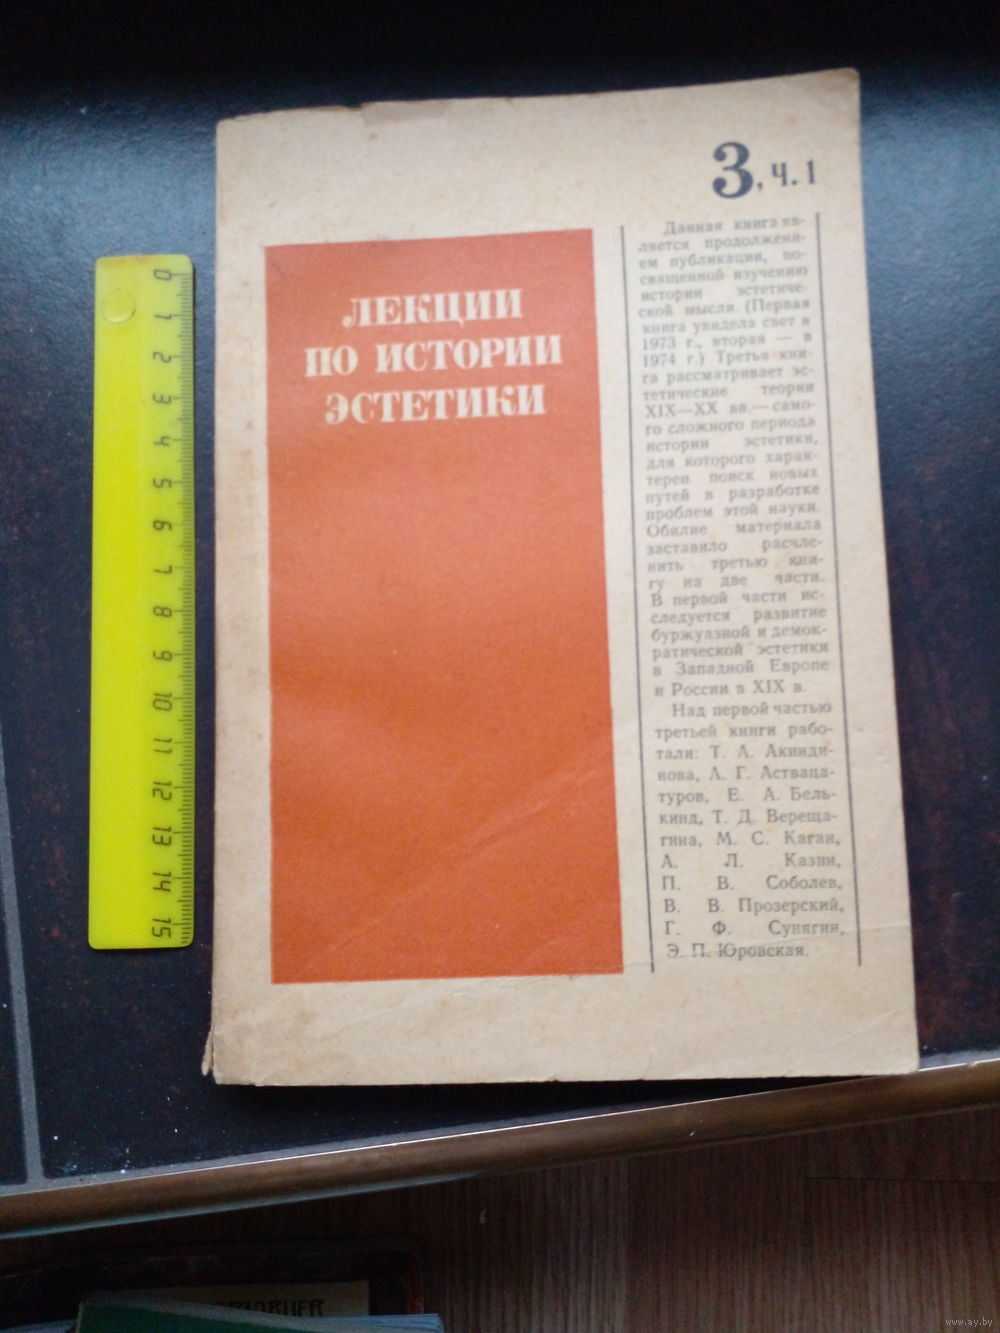 3, ч. 1
ЛЕКЦИИ
ПО ИСТОРИИ
ЭСТЕТИКИ
Данная книга яв-
ляется продолжени-
ем публикации, по-
священной изучению
истории эстетиче-
ской мысли. (Первая
книга увидела свет в
1973 г., вторая — в
1974 г.) Третья кни-
га рассматривает эс-
тетические теории
XIX—XX вв.— само-
го сложного периода
истории эстетики,
для которого харак-
терен поиск новых
путей в разработке
проблем этой науки.
Обилие материала
заставило расчле-
нить третью кни-
гу на две части.
В первой части ис-
следуется развитие
буржуазной и демок-
ратической эстетики
в Западной Европе
и России в XIX в.
Над первой частью
третьей книги рабо-
тали: Т. А. Акинди-
нова, А. Г. Аствaца-
туров, Е. А. Бель-
кинд, Т. Д. Вереща-
гина, М. С. Каган,
А. Л. Казин,
П. В. Соболев,
В. В. Прозерский,
Г. Ф. Сунягин,
Э. П. Юровская.
0 1 2 3 4 5 6 7 8 9 10 11 12 13 14 15
www.ay.by